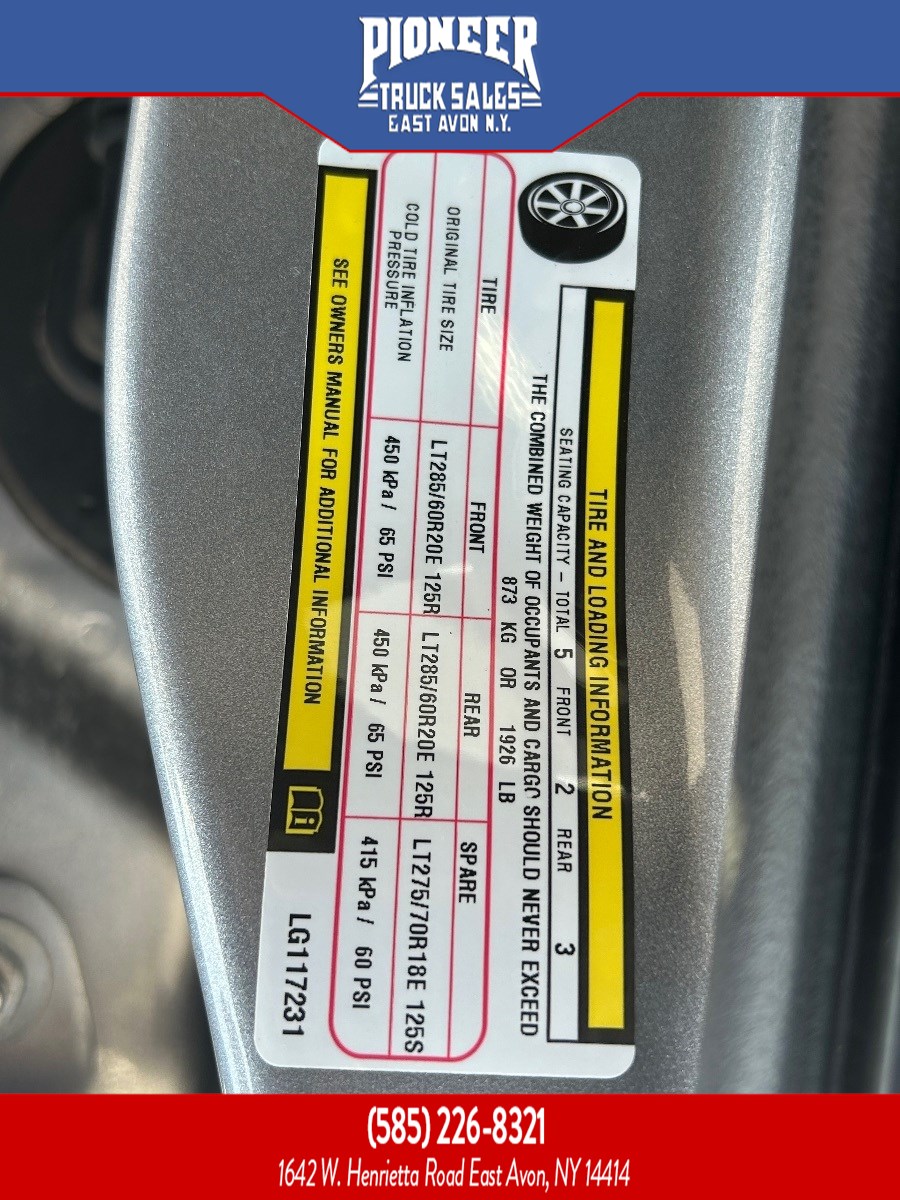 PIONEER
TRUCK SALES
EAST AVON N.Y.
TIRE AND LOADING INFORMATION
SEATING CAPACITY – TOTAL 5 FRONT 2 REAR 3
THE COMBINED WEIGHT OF OCCUPANTS AND CARGO SHOULD NEVER EXCEED
873 KG OR 1926 LB
TIRE FRONT REAR SPARE
ORIGINAL TIRE SIZE LT285/60R20E 125R LT285/60R20E 125R LT275/70R18E 125S
COLD TIRE INFLATION
PRESSURE 450 kPa / 65 PSI 450 kPa / 65 PSI 415 kPa / 60 PSI
SEE OWNERS MANUAL FOR ADDITIONAL INFORMATION
LG117231
(585) 226-8321
1642 W. Henrietta Road East Avon, NY 14414